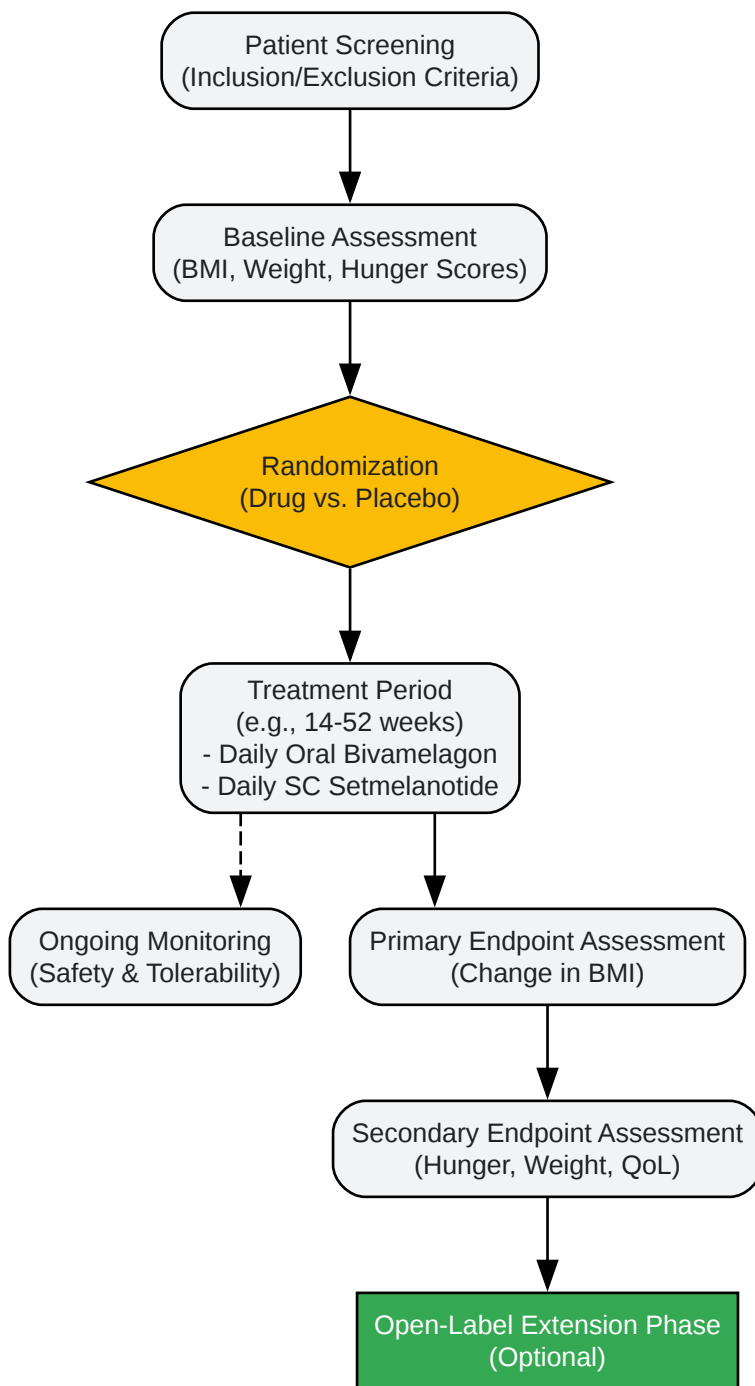 Patient Screening
(Inclusion/Exclusion Criteria)
Baseline Assessment
(BMI, Weight, Hunger Scores)
Randomization
(Drug vs. Placebo)
Treatment Period
(e.g., 14-52 weeks)
- Daily Oral Bivamelagon
- Daily SC Setmelanotide
Ongoing Monitoring
(Safety & Tolerability)
Primary Endpoint Assessment
(Change in BMI)
Secondary Endpoint Assessment
(Hunger, Weight, QoL)
Open-Label Extension Phase
(Optional)